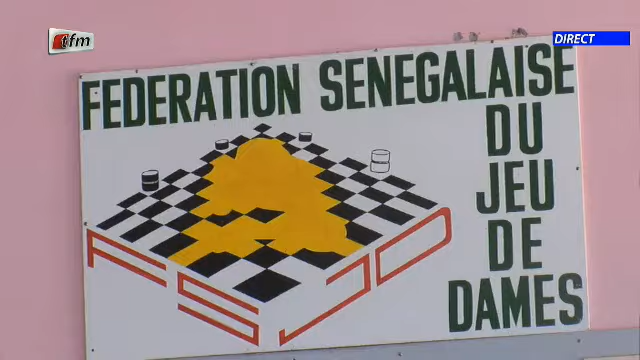 tfm
DIRECT
FEDERATION SENEGALAISE
DU
JEU
DE
DAMES
FSJD